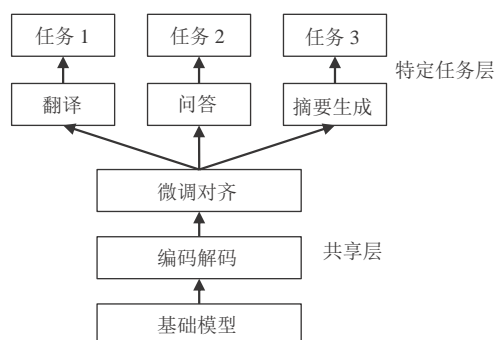 任务 1
任务 2
任务 3
特定任务层
翻译
问答
摘要生成
微调对齐
编码解码
共享层
基础模型